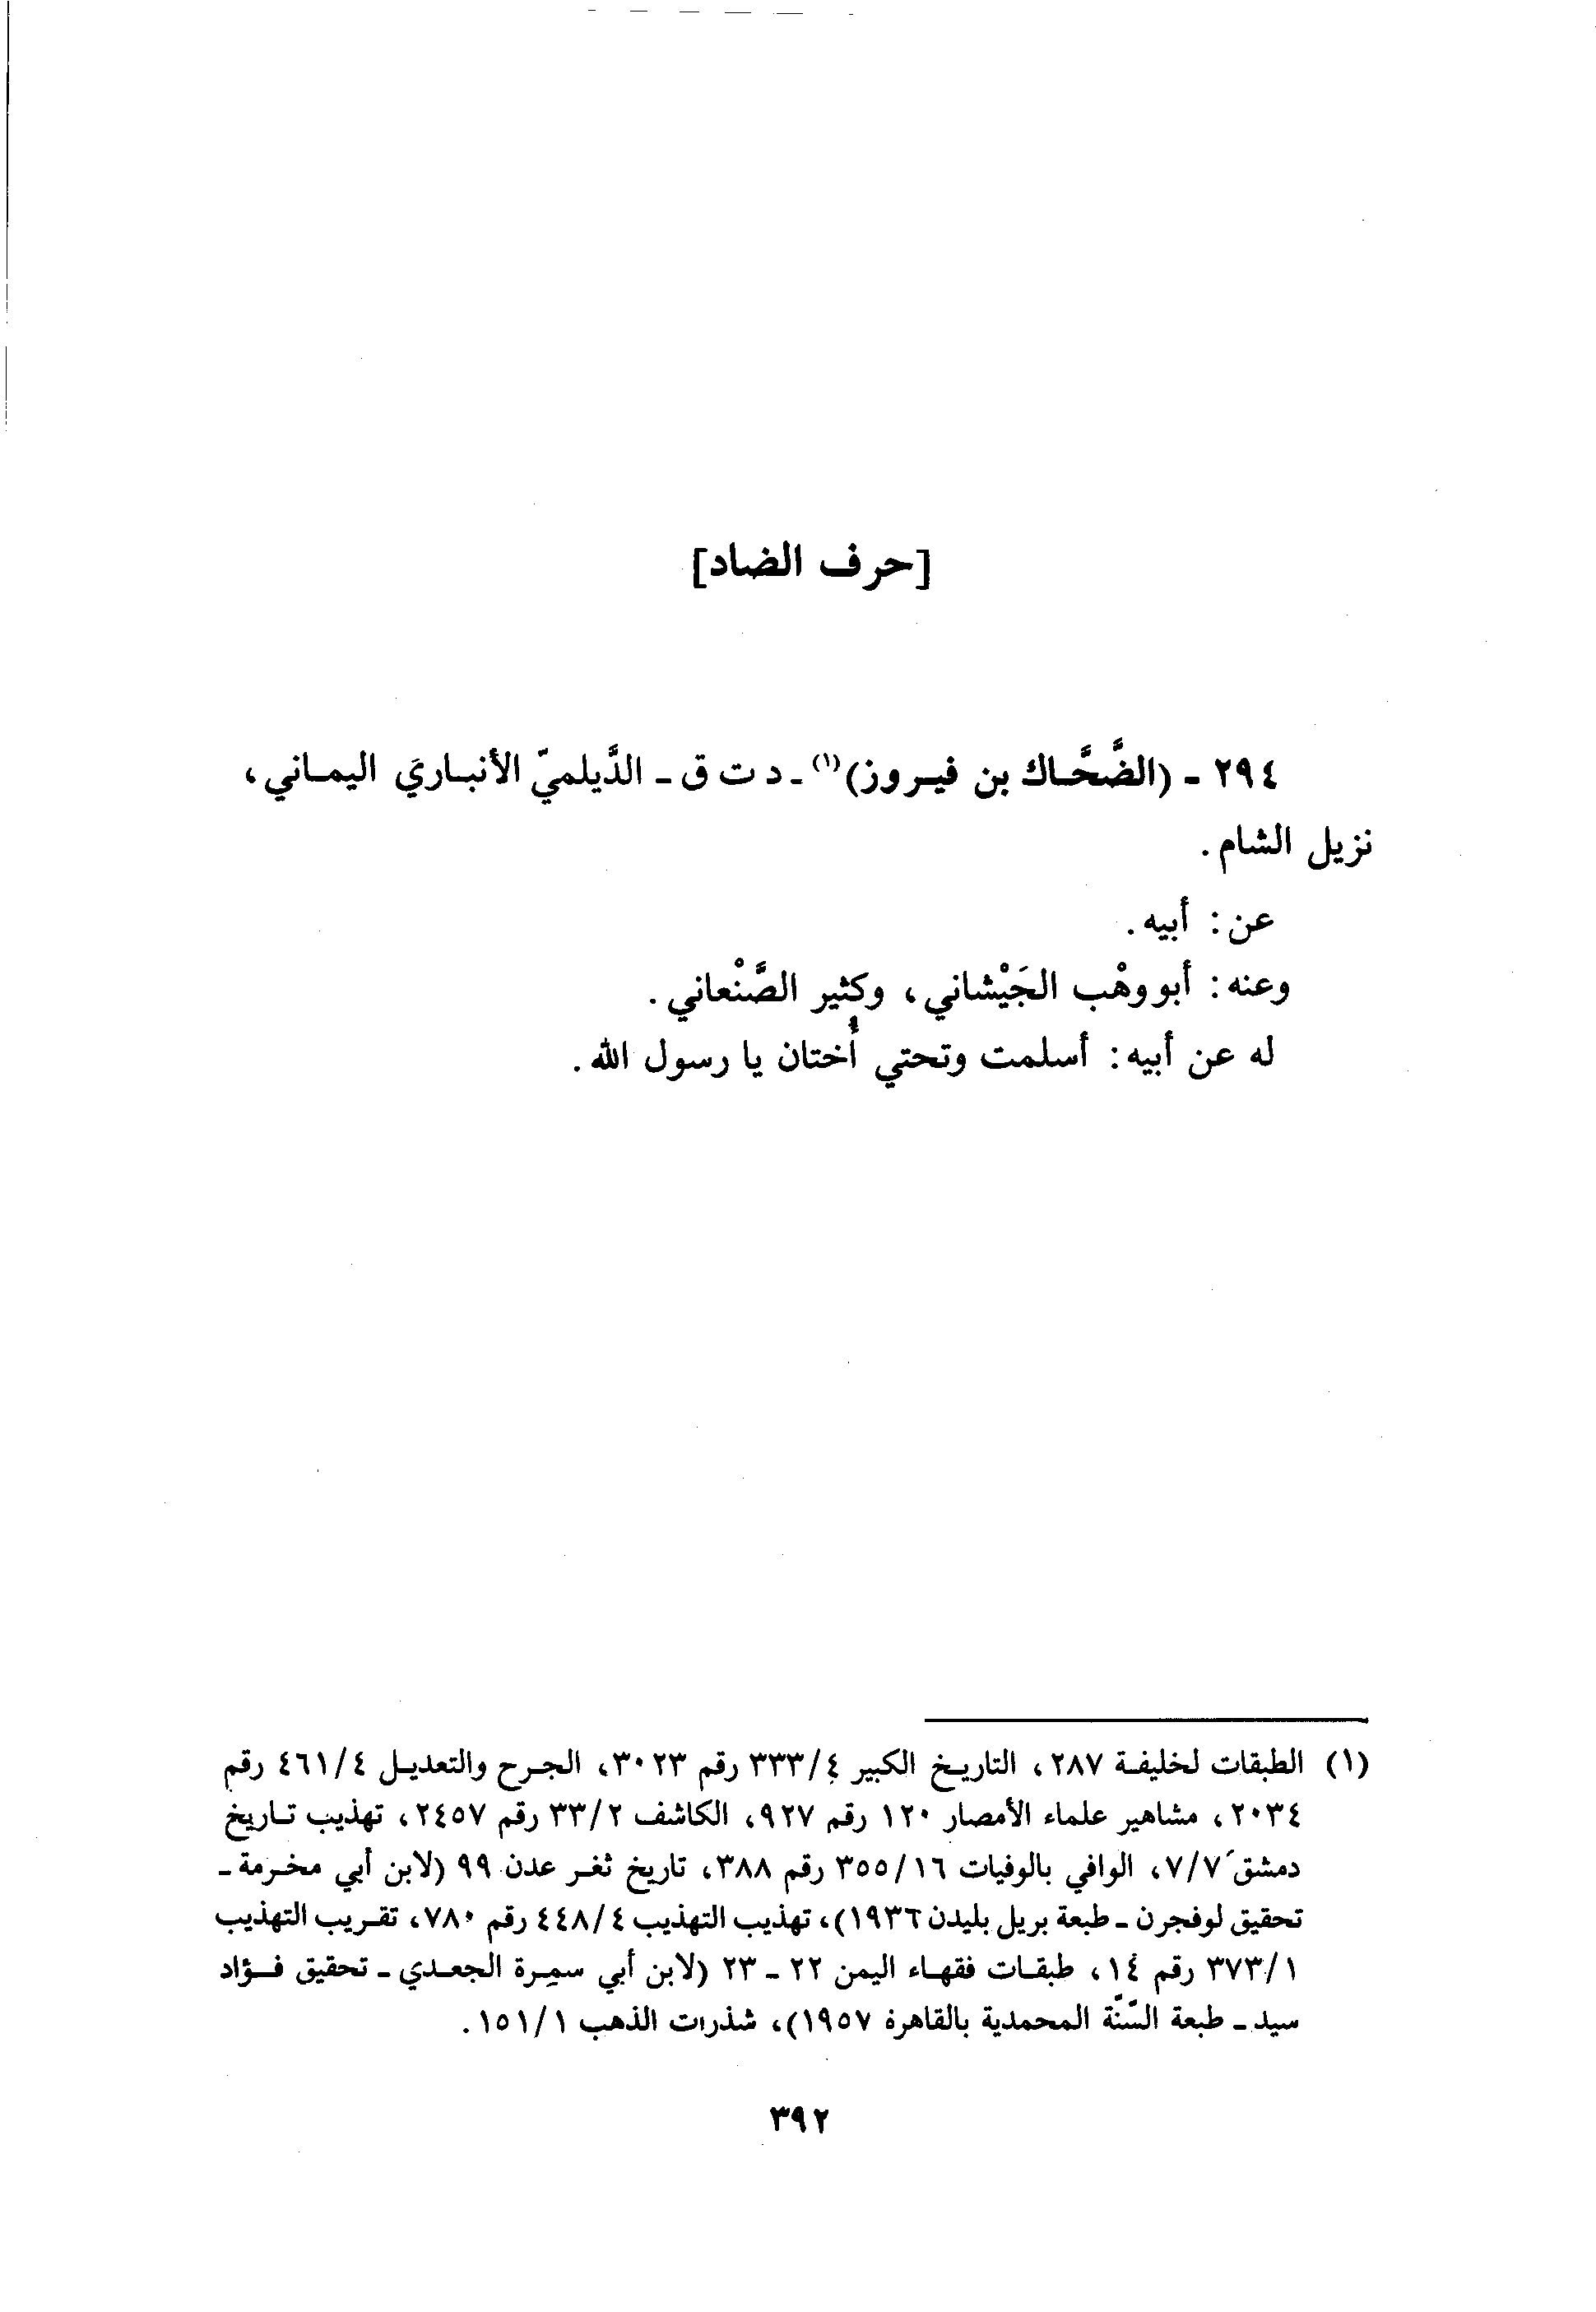 [حرف الضاد]
٢٩٤ - (الضَّحَّاك بن فيروز)(١) - د ت ق - الدَّيلميّ الأنباري اليماني،
نزيل الشام.
عن: أبيه.
وعنه: أبو وهْب الجَيْشاني، وكثير الصَّنْعاني.
له عن أبيه: أسلمت وتحتي أُختان يا رسول الله.
(١) الطبقات لخليفة ٢٨٧، التاريخ الكبير ٣٣٣/٤ رقم ٣٠٢٣، الجرح والتعديل ٤٦١/٤ رقم
٢٠٣٤، مشاهير علماء الأمصار ١٢٠ رقم ٩٢٧، الكاشف ٣٣/٢ رقم ٢٤٥٧، تهذيب تاريخ
دمشق ٧/٧، الوافي بالوفيات ٣٥٥/١٦ رقم ٣٨٨، تاريخ ثغر عدن ٩٩ (لابن أبي مخرمة -
تحقيق لوفجرن - طبعة بريل بليدن ١٩٣٦)، تهذيب التهذيب ٤٤٨/٤ رقم ٧٨٠، تقريب التهذيب
٣٧٣/١ رقم ١٤، طبقات فقهاء اليمن ٢٢ - ٢٣ (لابن أبي سمِرة الجعدي - تحقيق فؤاد
سيد - طبعة السّنّة المحمدية بالقاهرة ١٩٥٧)، شذرات الذهب ١٥١/١.
٣٩٢